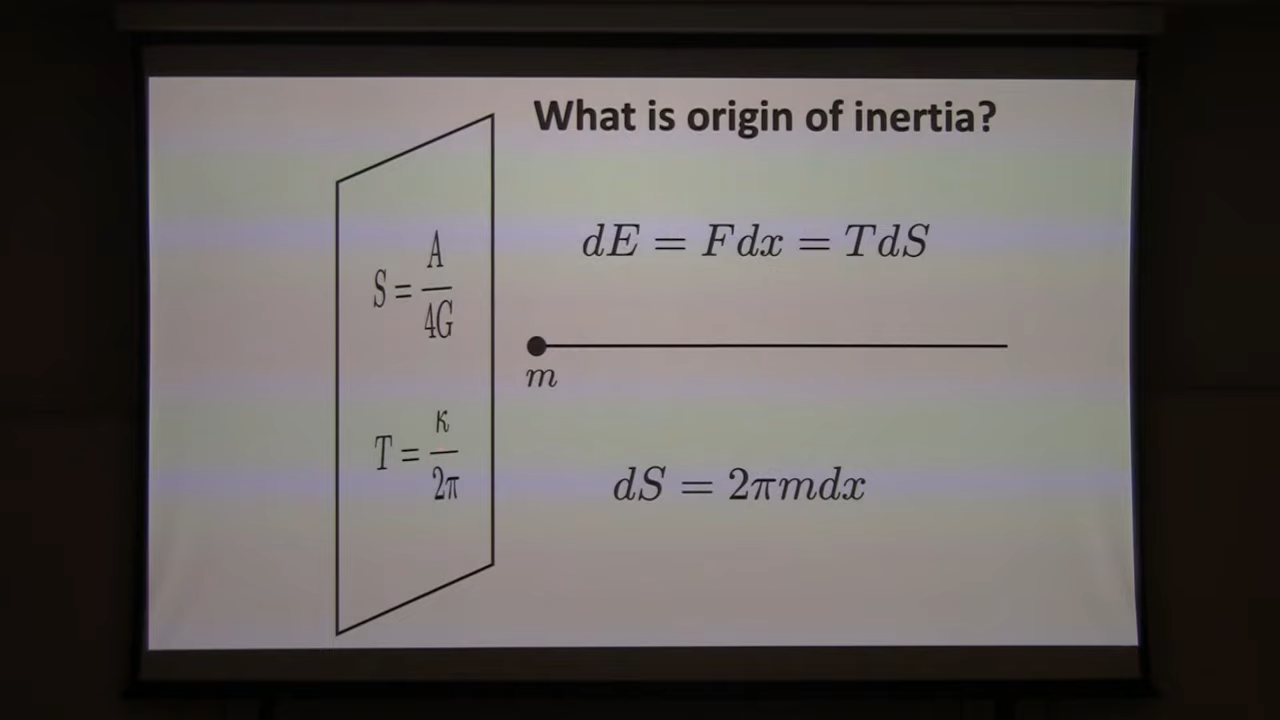 What is origin of inertia?
dE = Fdx = TdS
S = A/4G
m
T = κ/2π
dS = 2πmdx